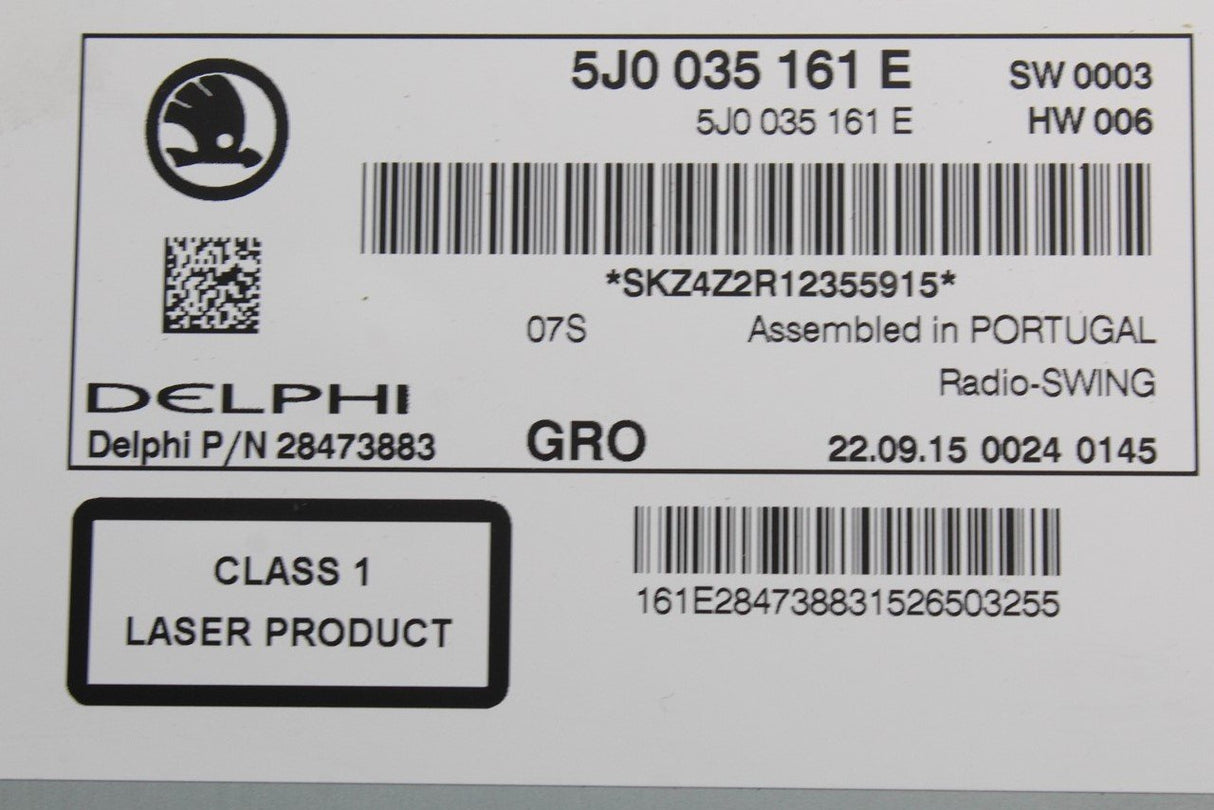 5J0 035 161 E SW 0003
5J0 035 161 E HW 006
*SKZ4Z2R12355915*
07S Assembled in PORTUGAL
Radio-SWING
DELPHI
Delphi P/N 28473883 GRO 22.09.15 0024 0145
CLASS 1
LASER PRODUCT
161E284738831526503255